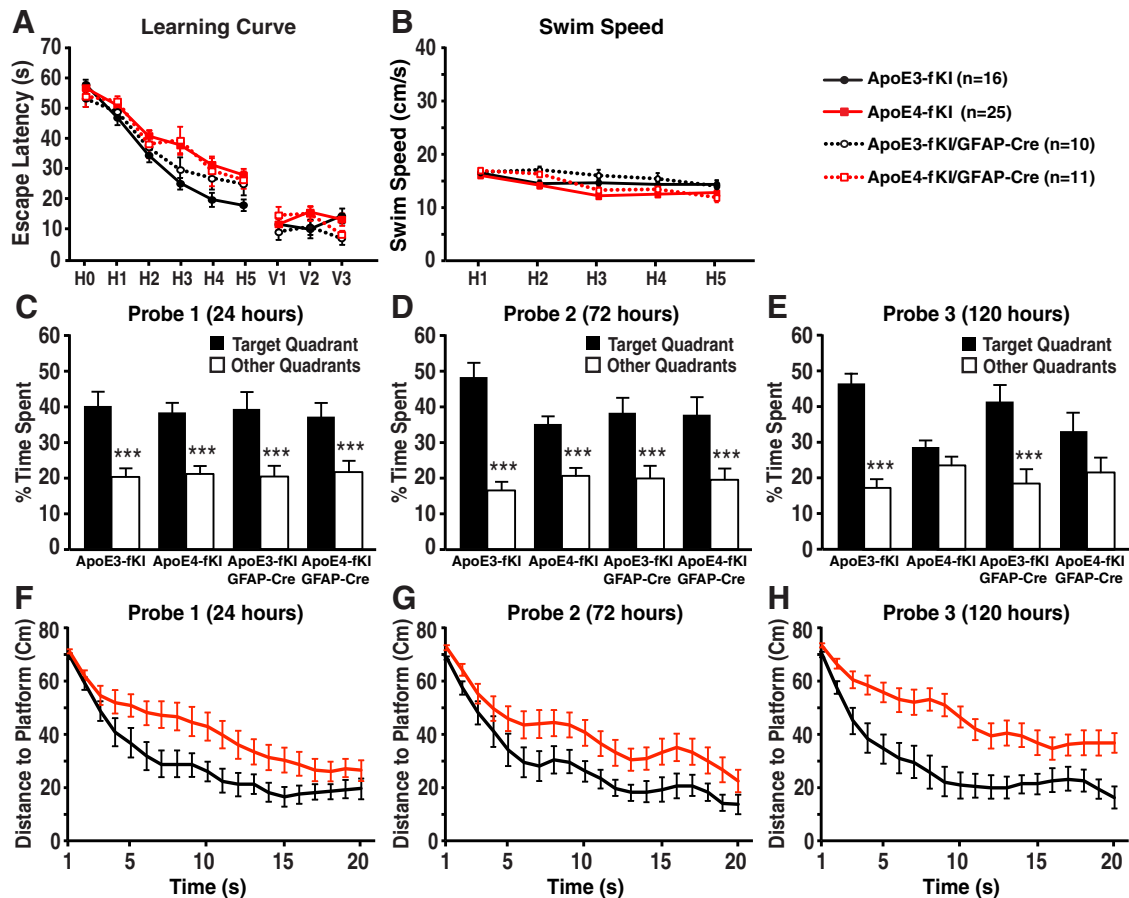 A
Learning Curve
Escape Latency (s)
70
60
50
40
30
20
10
0
H0 H1 H2 H3 H4 H5 V1 V2 V3
B
Swim Speed
Swim Speed (cm/s)
40
30
20
10
0
H1 H2 H3 H4 H5
ApoE3-fKI (n=16)
ApoE4-fKI (n=25)
ApoE3-fKI/GFAP-Cre (n=10)
ApoE4-fKI/GFAP-Cre (n=11)
C
Probe 1 (24 hours)
% Time Spent
60
50
40
30
20
10
0
Target Quadrant
Other Quadrants
*** *** *** ***
ApoE3-fKI ApoE4-fKI ApoE3-fKI ApoE4-fKI
GFAP-Cre GFAP-Cre
D
Probe 2 (72 hours)
% Time Spent
60
50
40
30
20
10
0
Target Quadrant
Other Quadrants
*** *** *** ***
ApoE3-fKI ApoE4-fKI ApoE3-fKI ApoE4-fKI
GFAP-Cre GFAP-Cre
E
Probe 3 (120 hours)
% Time Spent
60
50
40
30
20
10
0
Target Quadrant
Other Quadrants
*** ***
ApoE3-fKI ApoE4-fKI ApoE3-fKI ApoE4-fKI
GFAP-Cre GFAP-Cre
F
Probe 1 (24 hours)
Distance to Platform (Cm)
80
60
40
20
0
1 5 10 15 20
Time (s)
G
Probe 2 (72 hours)
Distance to Platform (Cm)
80
60
40
20
0
1 5 10 15 20
Time (s)
H
Probe 3 (120 hours)
Distance to Platform (Cm)
80
60
40
20
0
1 5 10 15 20
Time (s)